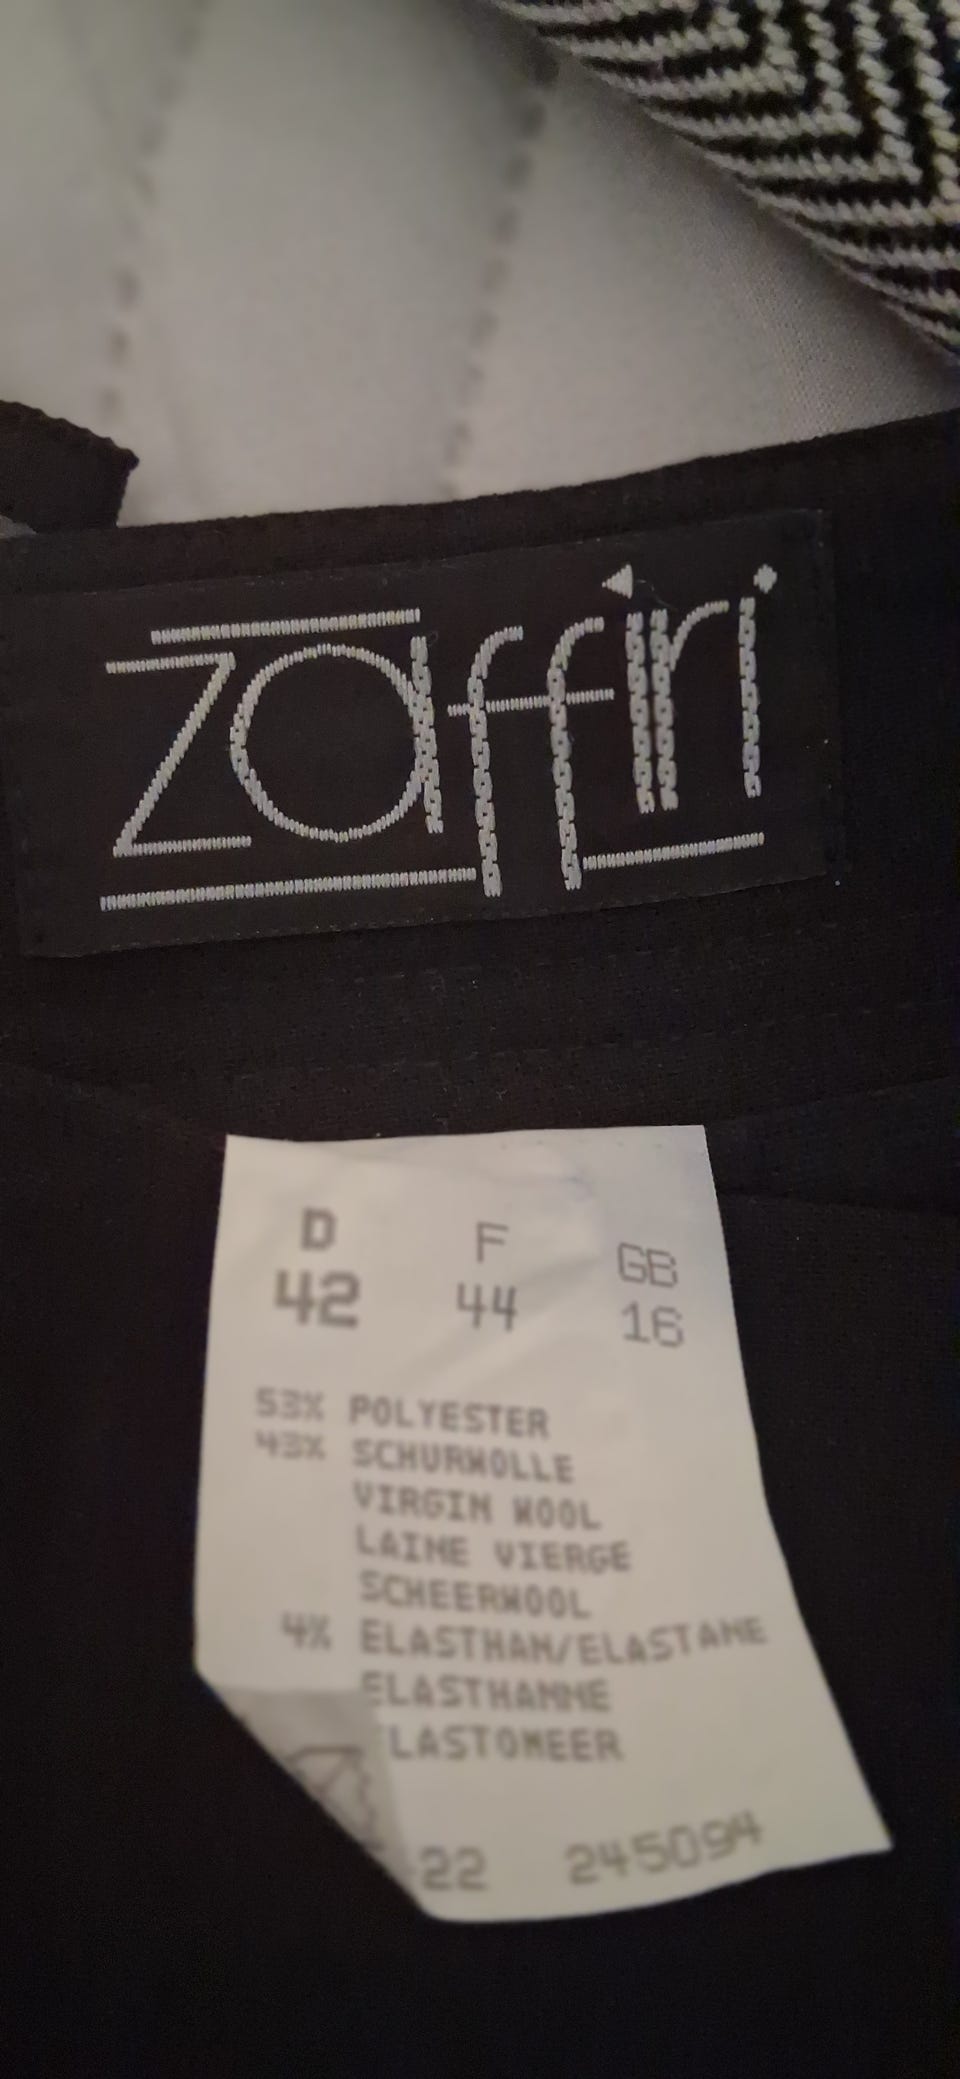 zaffiri
D F GB
42 44 16
53% POLYESTER
43% SCHURWOLLE
VIRGIN WOOL
LAINE VIERGE
SCHEERWOOL
4% ELASTHAN/ELASTANE
ELASTHANNE
LASTOMEER
22 245094